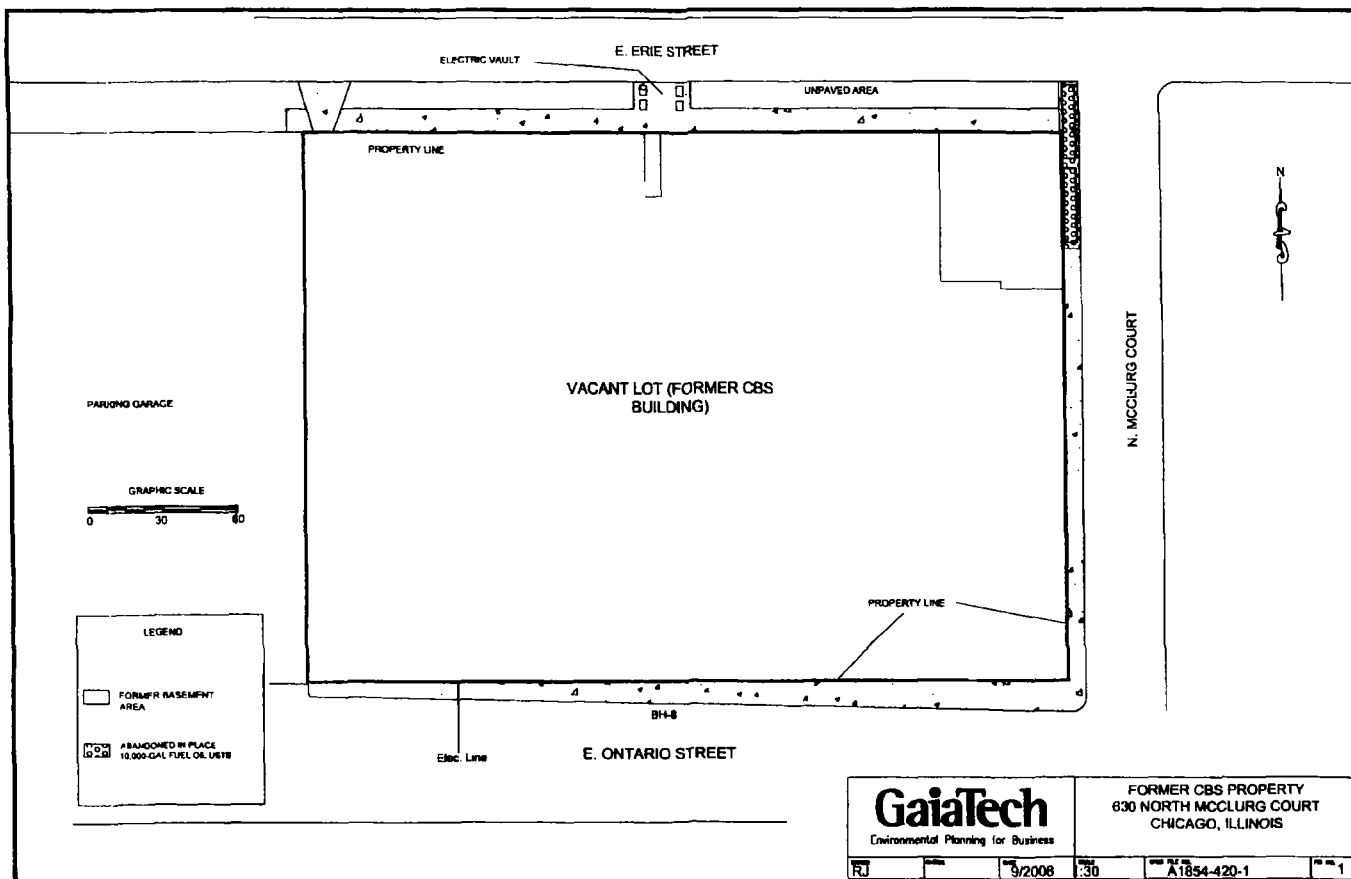 E. ERIE STREET
ELECTRIC VAULT
UNPAVED AREA
PROPERTY LINE
N
VACANT LOT (FORMER CBS
BUILDING)
PARKING GARAGE
N. MCCLURG COURT
GRAPHIC SCALE
0 30 60
PROPERTY LINE
LEGEND
FORMER BASEMENT
AREA
ABANDONED IN PLACE
10,000-GAL FUEL OIL USTS
BH-8
Elec. Line
E. ONTARIO STREET
GaiaTech
Environmental Planning for Business
FORMER CBS PROPERTY
630 NORTH MCCLURG COURT
CHICAGO, ILLINOIS
RJ
9/2008
1:30
A1854-420-1
1